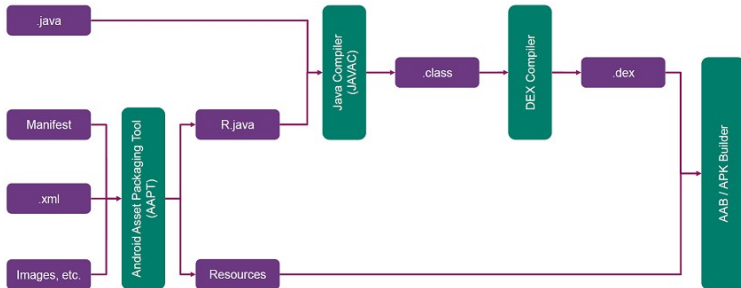 .java
Manifest
.xml
Images, etc.
Android Asset Packaging Tool
(AAPT)
R.java
Resources
Java Compiler
(JAVAC)
.class
DEX Compiler
.dex
AAB / APK Builder